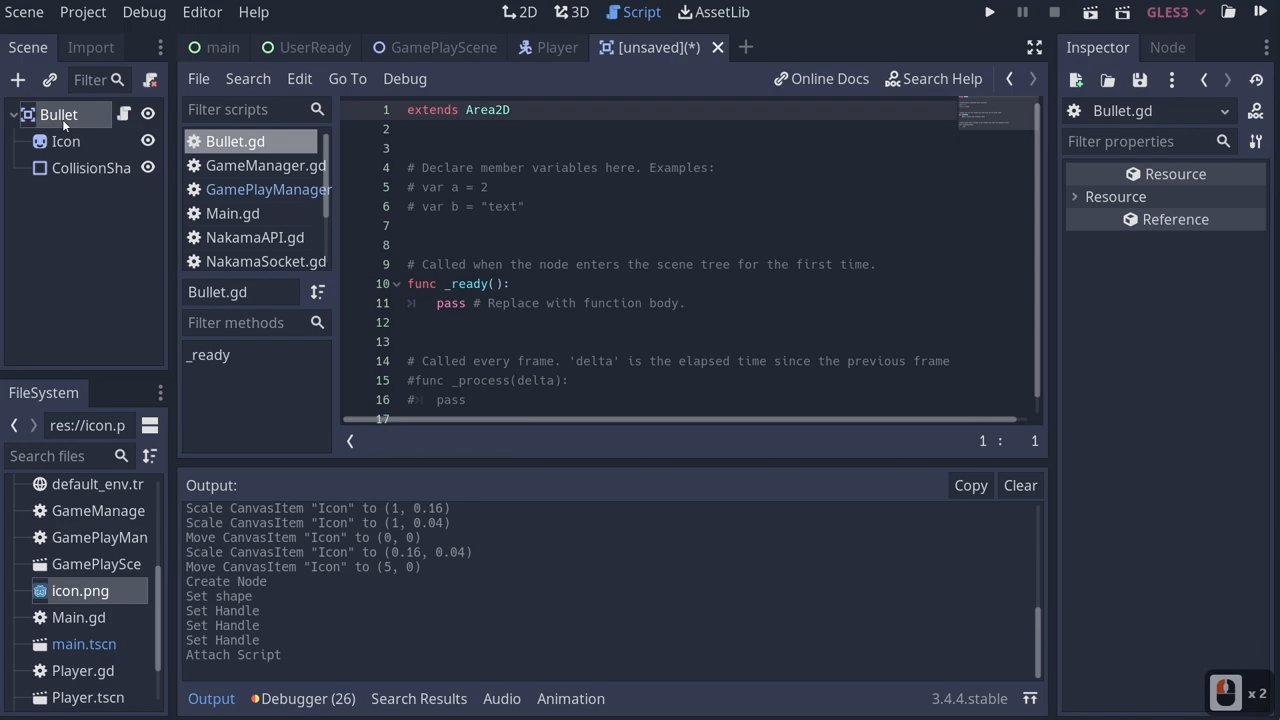 Scene Project Debug Editor Help
2D 3D Script AssetLib
GLES3
Scene Import
main UserReady GamePlayScene Player [unsaved](*)
Inspector Node
Filter
File Search Edit Go To Debug
Online Docs Search Help
Bullet
Icon
CollisionSha
Filter scripts
Bullet.gd
GameManager.gd
GamePlayManager
Main.gd
NakamaAPI.gd
NakamaSocket.gd
Bullet.gd
Filter methods
_ready
1 extends Area2D
2
3
4 # Declare member variables here. Examples:
5 # var a = 2
6 # var b = "text"
7
8
9 # Called when the node enters the scene tree for the first time.
10 func _ready():
11 pass # Replace with function body.
12
13
14 # Called every frame. 'delta' is the elapsed time since the previous frame
15 #func _process(delta):
16 # pass
17
1 : 1
Bullet.gd
Filter properties
Resource
Resource
Reference
FileSystem
res://icon.p
Search files
default_env.tr
GameManage
GamePlayMan
GamePlaySce
icon.png
Main.gd
main.tscn
Player.gd
Player.tscn
Output:
Copy Clear
Scale CanvasItem "Icon" to (1, 0.16)
Scale CanvasItem "Icon" to (1, 0.04)
Move CanvasItem "Icon" to (0, 0)
Scale CanvasItem "Icon" to (0.16, 0.04)
Move CanvasItem "Icon" to (5, 0)
Create Node
Set shape
Set Handle
Set Handle
Set Handle
Attach Script
Output Debugger (26) Search Results Audio Animation
3.4.4.stable
x 2